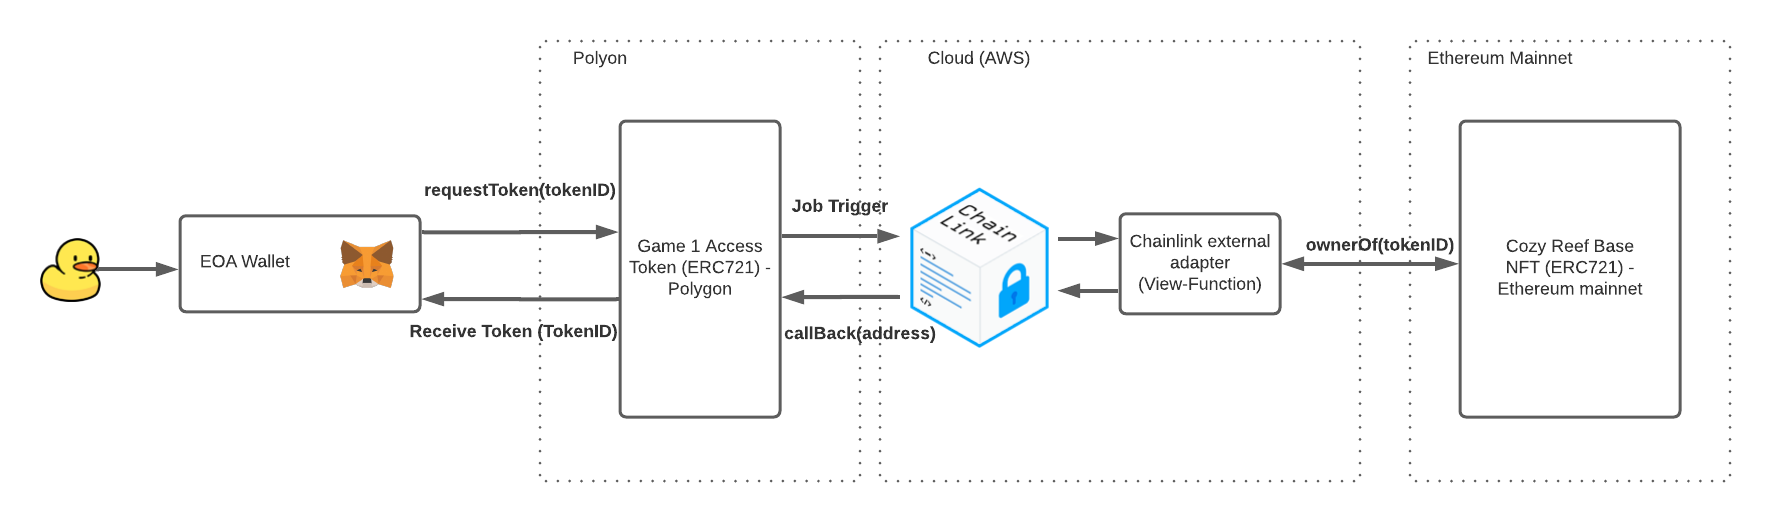 Polyon
Cloud (AWS)
Ethereum Mainnet
requestToken(tokenID)
Job Trigger
Chain
Link
<->
</>
EOA Wallet
Game 1 Access
Token (ERC721) -
Polygon
Chainlink external
adapter
(View-Function)
ownerOf(tokenID)
Cozy Reef Base
NFT (ERC721) -
Ethereum mainnet
Receive Token (TokenID)
callBack(address)